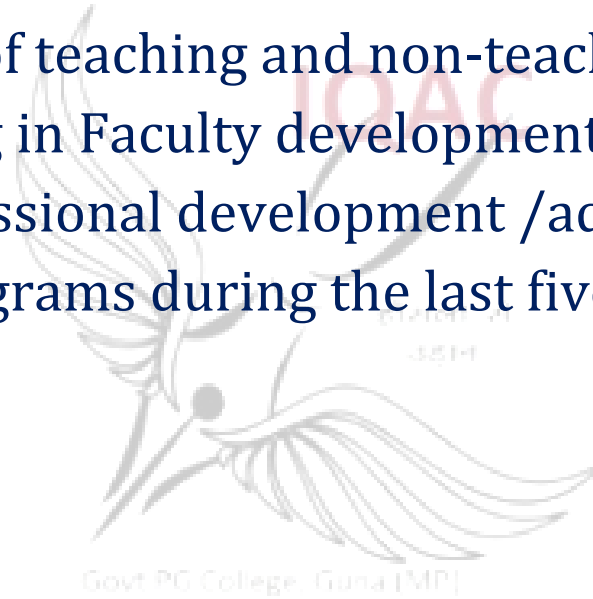 of teaching and non-teac
IQAC
g in Faculty development
ssional development /ad
grams during the last five
Govt PG College, Guna (MP)